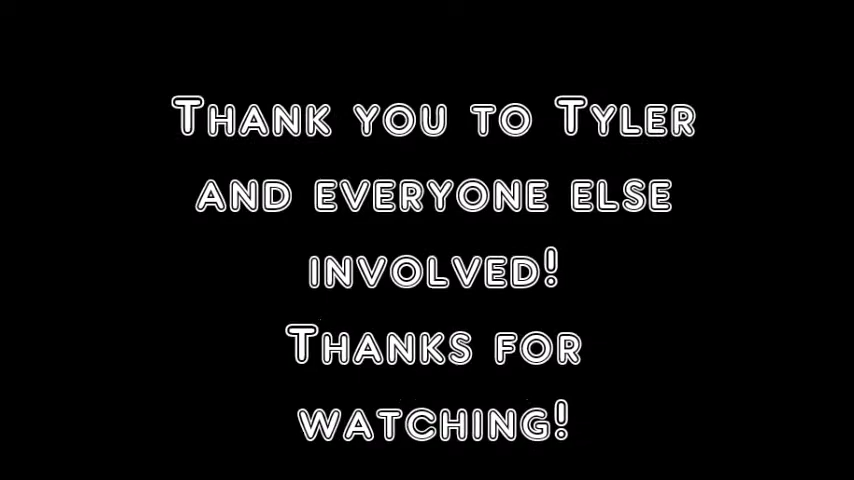 Thank you to Tyler
and everyone else
involved!
Thanks for
watching!